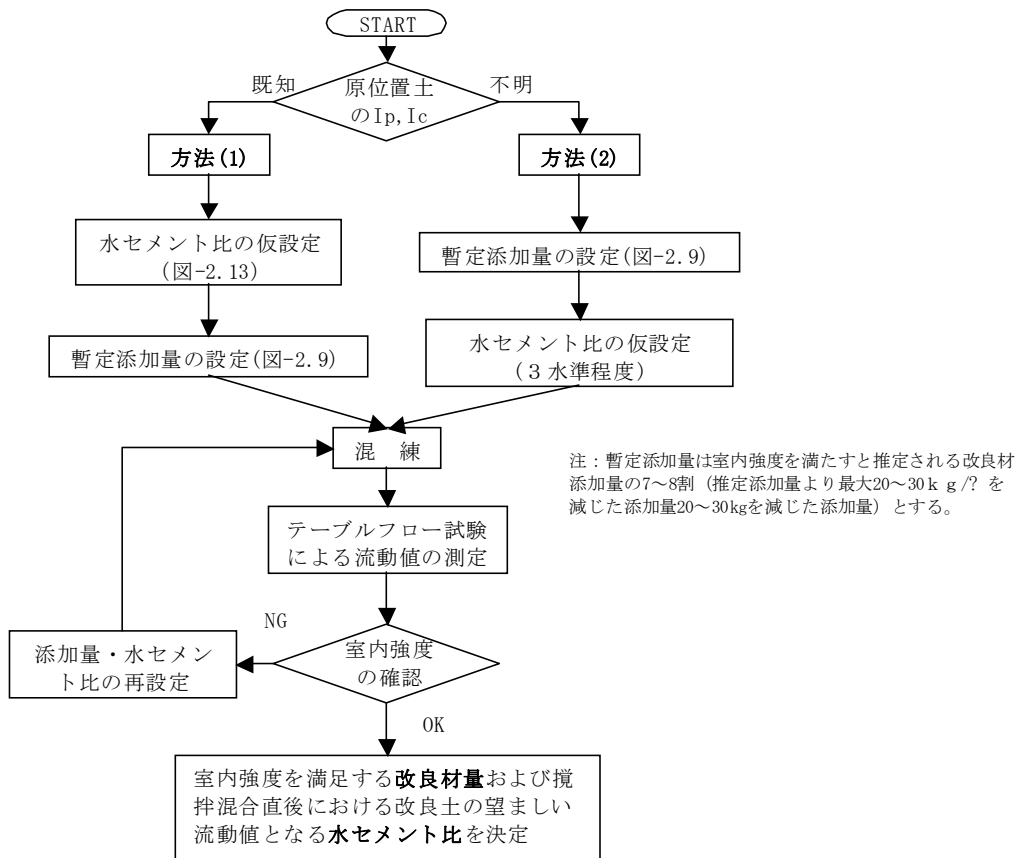 START
既知
原位置土
のIp,Ic
不明
方法(1)
方法(2)
水セメント比の仮設定
(図-2.13)
暫定添加量の設定(図-2.9)
暫定添加量の設定(図-2.9)
水セメント比の仮設定
(３水準程度)
混　練
注：暫定添加量は室内強度を満たすと推定される改良材
添加量の7～8割（推定添加量より最大20～30ｋｇ/?を
減じた添加量20～30kgを減じた添加量）とする。
テーブルフロー試験
による流動値の測定
NG
添加量・水セメン
ト比の再設定
室内強度
の確認
OK
室内強度を満足する改良材量および撹
拌混合直後における改良土の望ましい
流動値となる水セメント比を決定